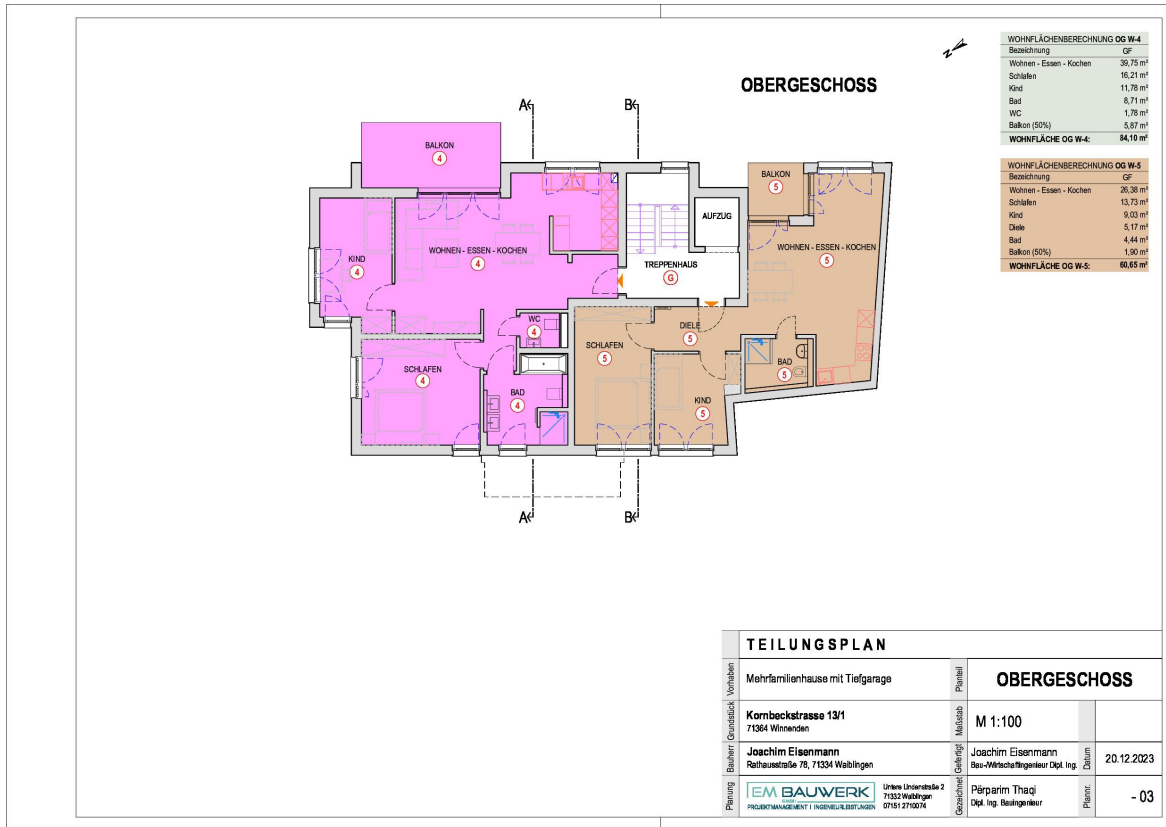 OBERGESCHOSS
N
WOHNFLÄCHENBERECHNUNG OG W-4
Bezeichnung GF
Wohnen - Essen - Kochen 39,75 m²
Schlafen 16,21 m²
Kind 11,78 m²
Bad 8,71 m²
WC 1,78 m²
Balkon (50%) 5,87 m²
WOHNFLÄCHE OG W-4: 84,10 m²
WOHNFLÄCHENBERECHNUNG OG W-5
Bezeichnung GF
Wohnen - Essen - Kochen 26,38 m²
Schlafen 13,73 m²
Kind 9,03 m²
Diele 5,17 m²
Bad 4,44 m²
Balkon (50%) 1,90 m²
WOHNFLÄCHE OG W-5: 60,65 m²
A B
BALKON
4
BALKON
5
AUFZUG
WOHNEN - ESSEN - KOCHEN
4
WOHNEN - ESSEN - KOCHEN
5
KIND
4
TREPPENHAUS
G
WC
4
DIELE
5
SCHLAFEN
5
SCHLAFEN
4
BAD
5
BAD
4
KIND
5
A B
TEILUNGSPLAN
Vorhaben
Mehrfamilienhause mit Tiefgarage
Planteil
OBERGESCHOSS
Grundstück
Kornbeckstrasse 13/1
71364 Winnenden
Maßstab
M 1:100
Bauherr
Joachim Eisenmann
Rathausstraße 78, 71334 Waiblingen
Gefertigt
Joachim Eisenmann
Bau-/Wirtschaftingenieur Dipl. Ing.
Datum
20.12.2023
Planung
EM BAUWERK
GMBH
PROJEKTMANAGEMENT I INGENIEURLEISTUNGEN
Untere Lindenstraße 2
71332 Waiblingen
07151 2710074
Gezeichnet
Përparim Thaqi
Dipl. Ing. Bauingenieur
Plannr.
- 03